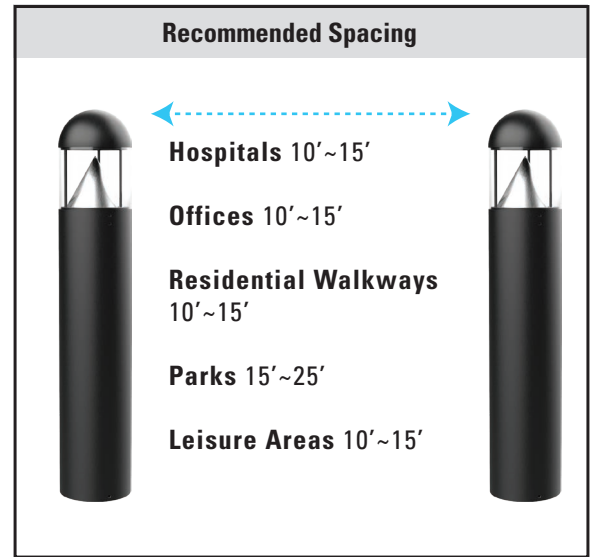 Recommended Spacing
Hospitals 10′~15′
Offices 10′~15′
Residential Walkways
10′~15′
Parks 15′~25′
Leisure Areas 10′~15′